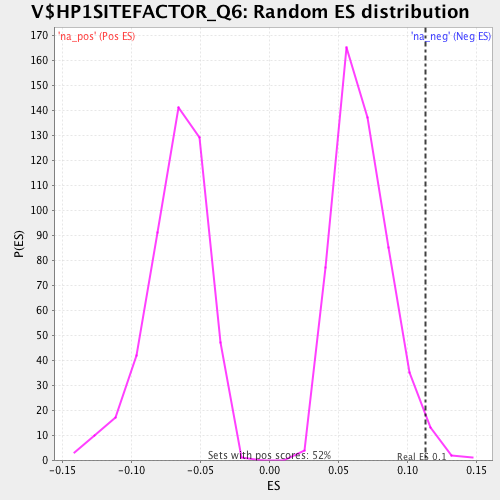 V$HP1SITEFACTOR_Q6: Random ES distribution
'na_pos' (Pos ES)
'na_neg' (Neg ES)
170
160
150
140
130
120
110
100
90
80
70
60
50
40
30
20
10
0
P(ES)
Sets with pos scores: 52%
Real ES 0.1
-0.15 -0.10 -0.05 0.00 0.05 0.10 0.15
ES